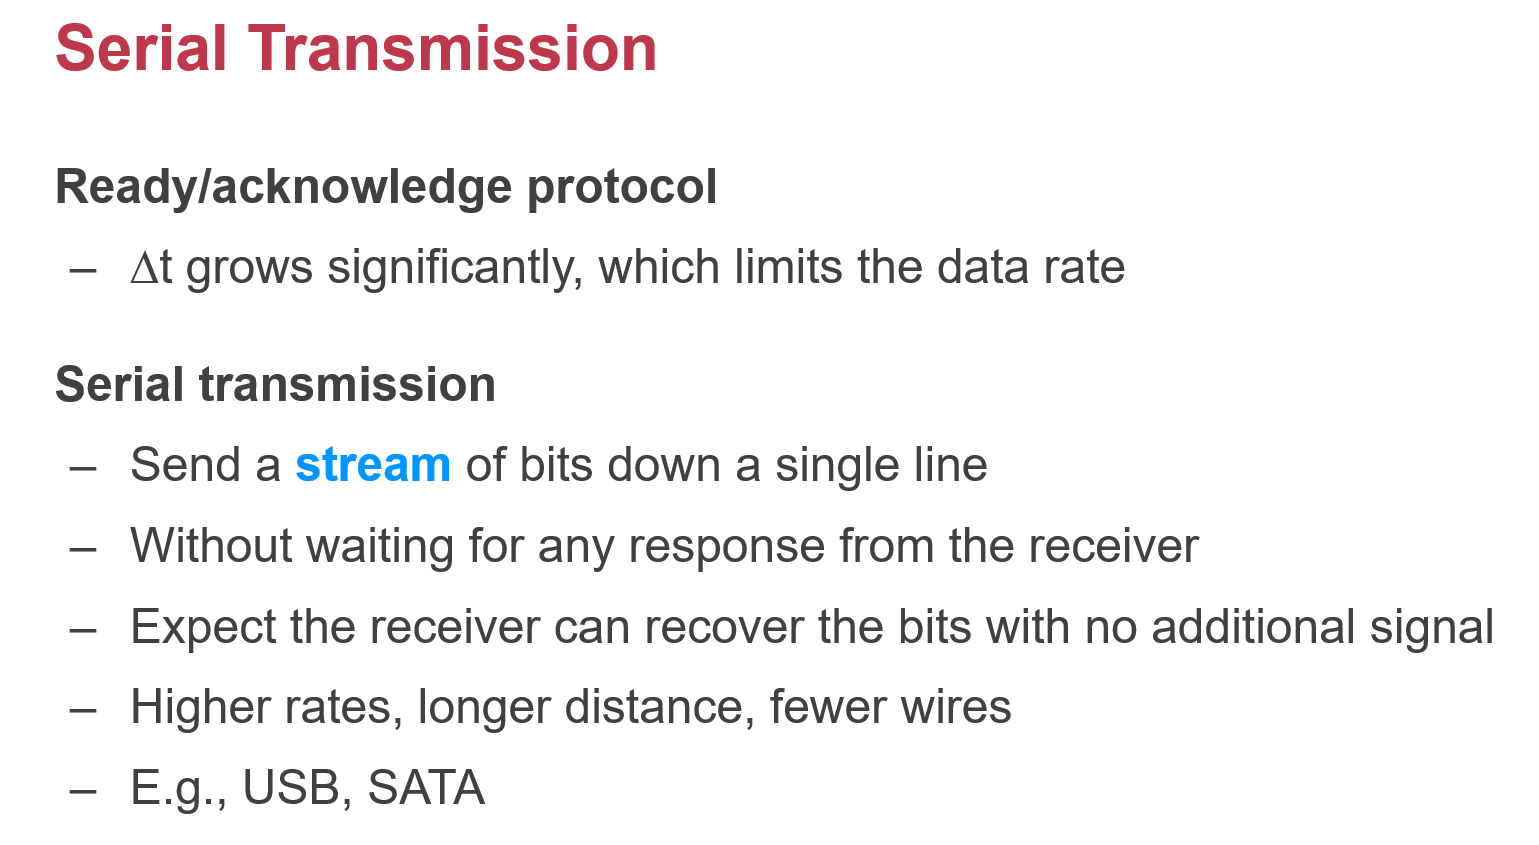 Serial Transmission
Ready/acknowledge protocol
– Δt grows significantly, which limits the data rate
Serial transmission
– Send a stream of bits down a single line
– Without waiting for any response from the receiver
– Expect the receiver can recover the bits with no additional signal
– Higher rates, longer distance, fewer wires
– E.g., USB, SATA